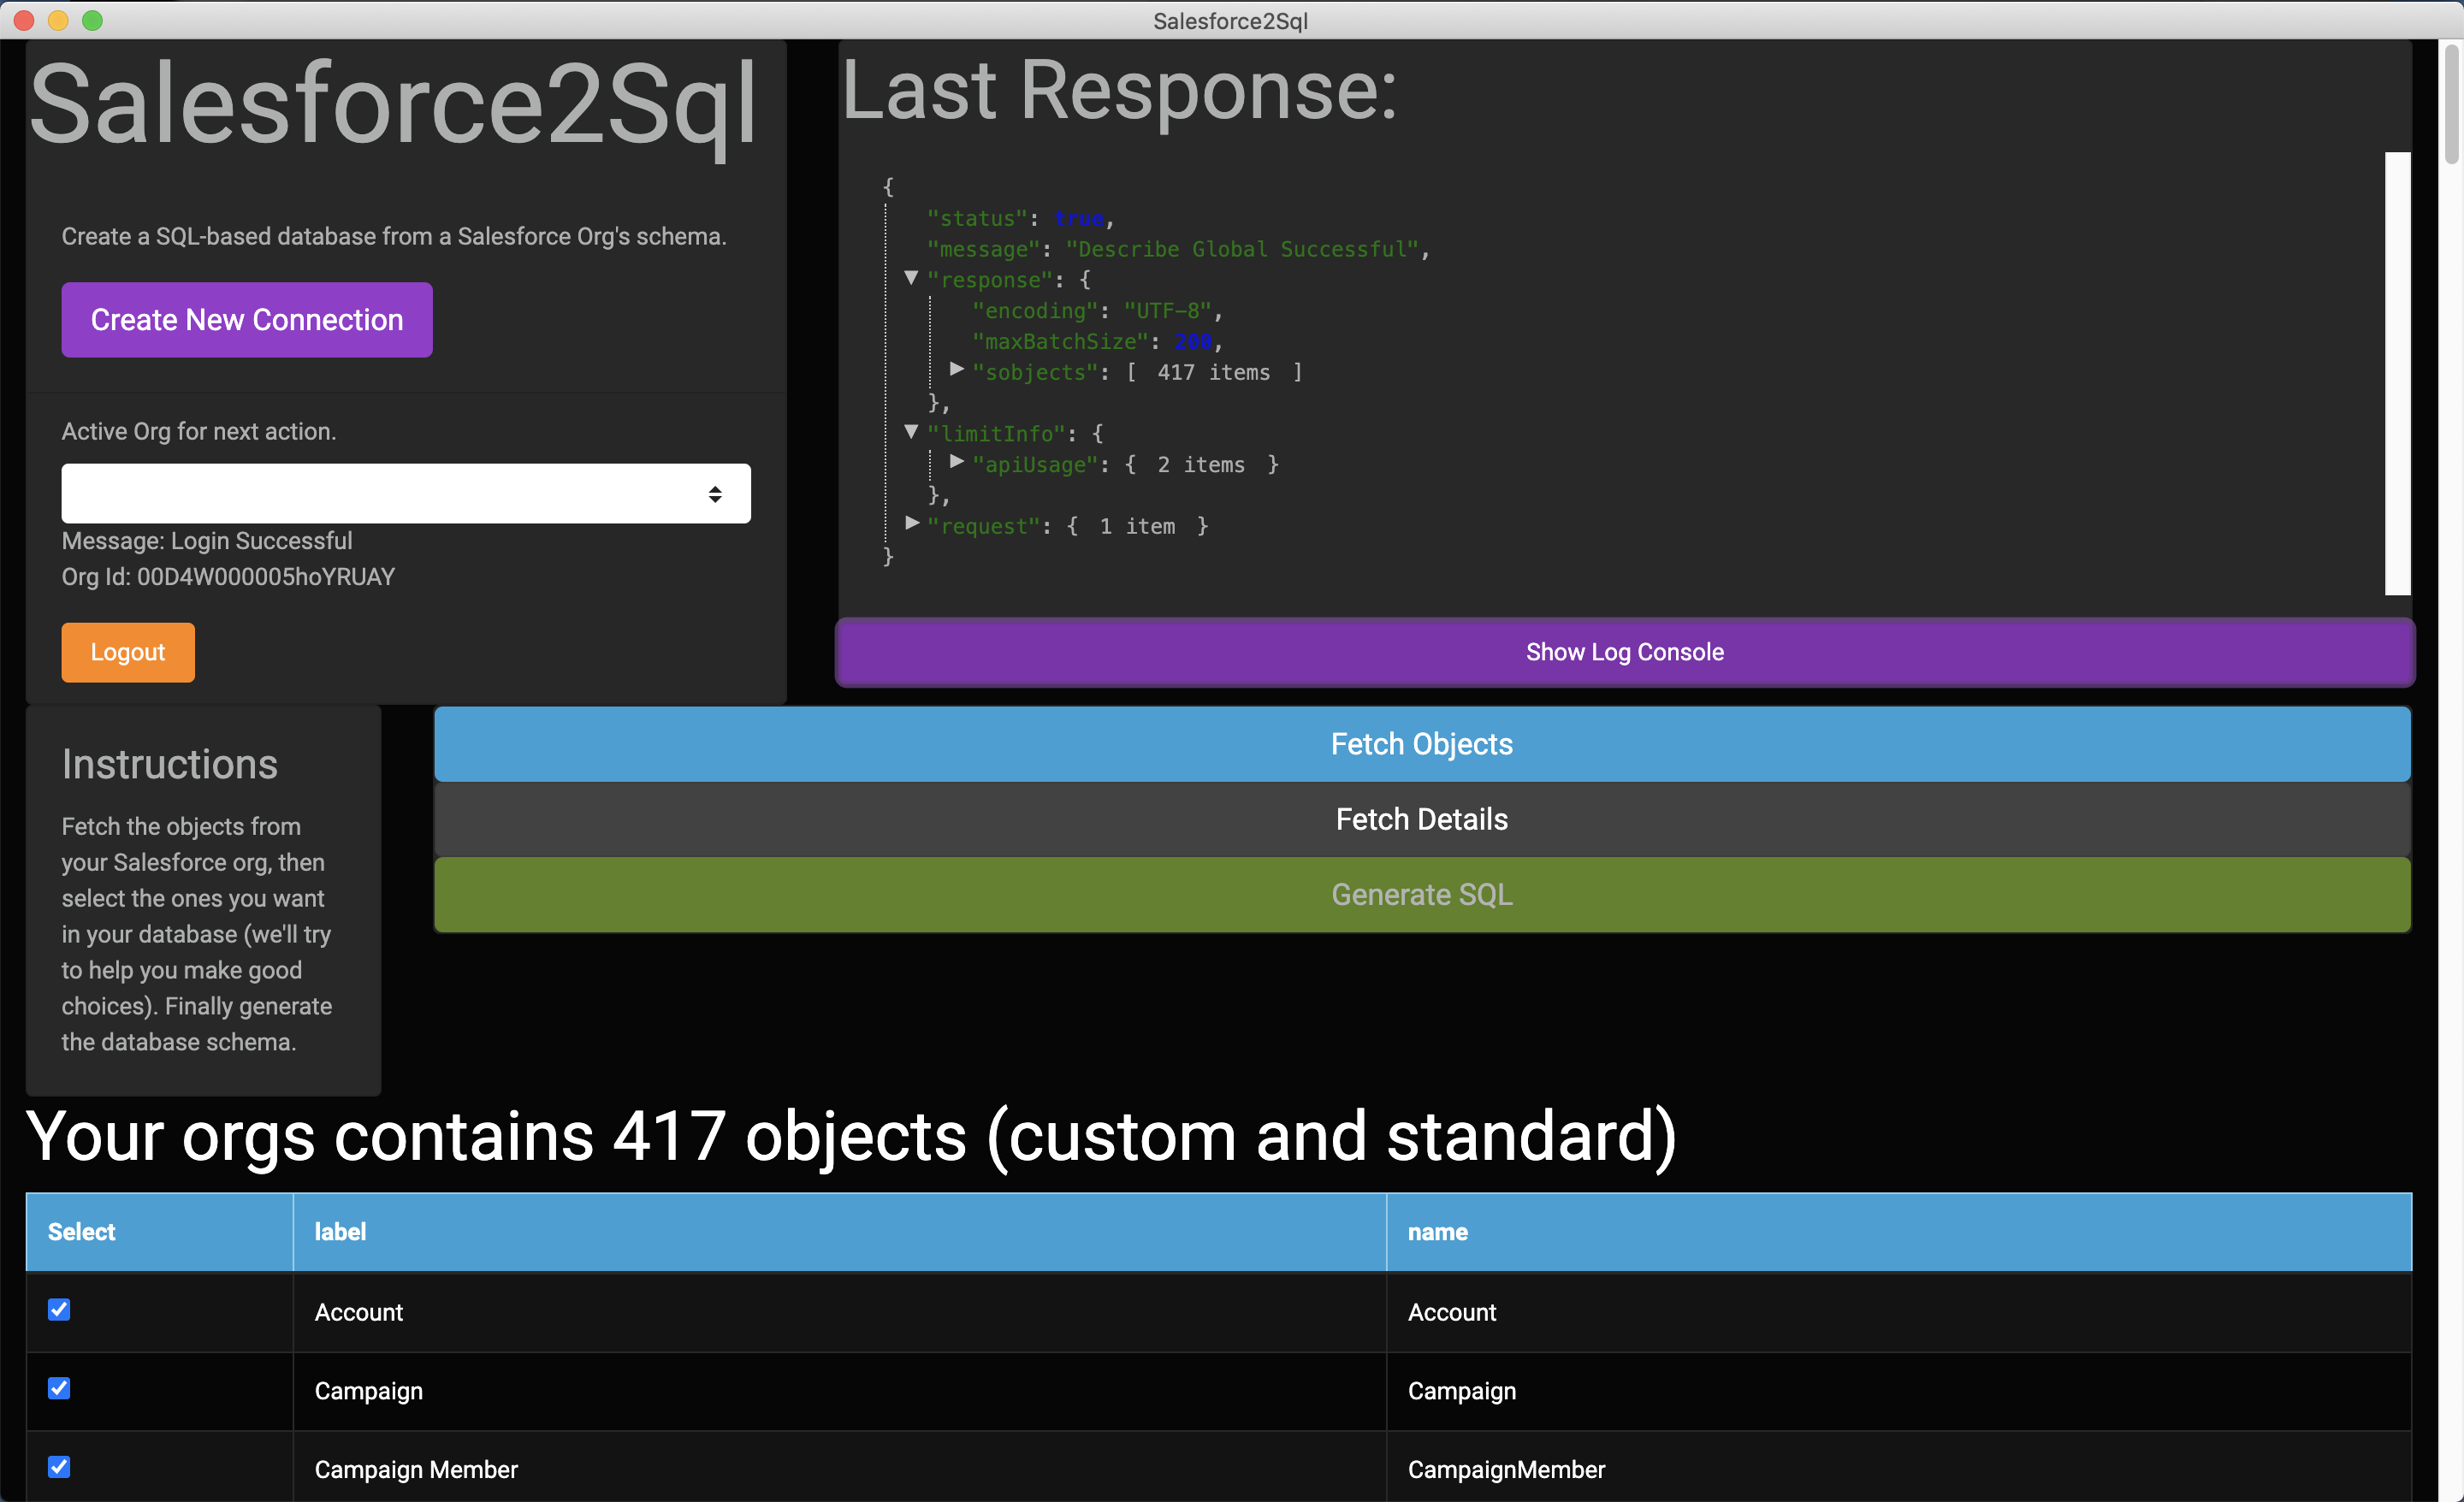 Salesforce2Sql
Salesforce2Sql
Create a SQL-based database from a Salesforce Org's schema.
Create New Connection
Active Org for next action.
Message: Login Successful
Org Id: 00D4W000005hoYRUAY
Logout
Last Response:
{
"status": true,
"message": "Describe Global Successful",
"response": {
"encoding": "UTF-8",
"maxBatchSize": 200,
"sobjects": [ 417 items ]
},
"limitInfo": {
"apiUsage": { 2 items }
},
"request": { 1 item }
}
Show Log Console
Instructions
Fetch the objects from
your Salesforce org, then
select the ones you want
in your database (we'll try
to help you make good
choices). Finally generate
the database schema.
Fetch Objects
Fetch Details
Generate SQL
Your orgs contains 417 objects (custom and standard)
Select label name
Account Account
Campaign Campaign
Campaign Member CampaignMember